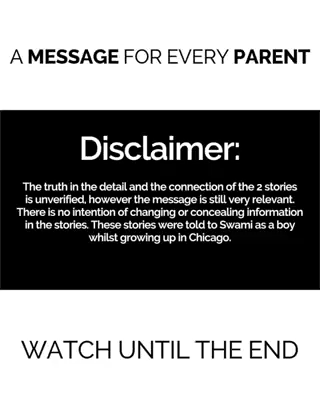 A MESSAGE FOR EVERY PARENT
Disclaimer:
The truth in the detail and the connection of the 2 stories
is unverified, however the message is still very relevant.
There is no intention of changing or concealing information
in the stories. These stories were told to Swami as a boy
whilst growing up in Chicago.
WATCH UNTIL THE END